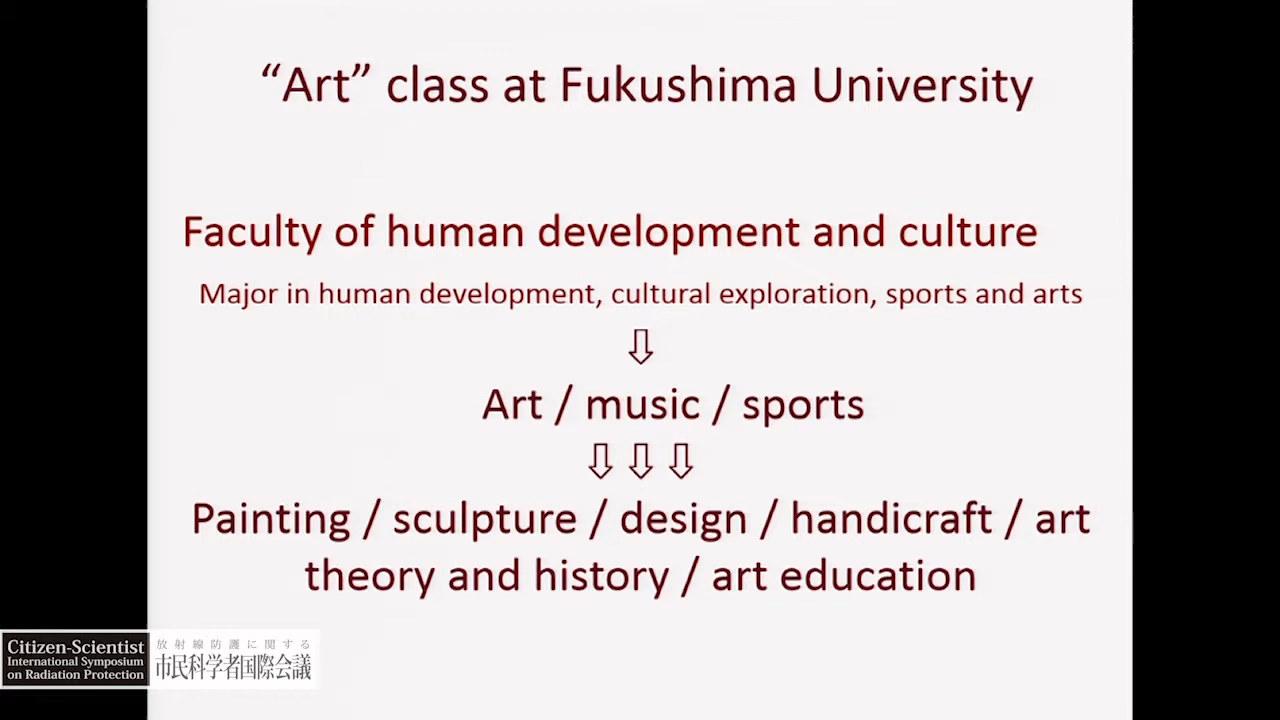 “Art” class at Fukushima University
Faculty of human development and culture
Major in human development, cultural exploration, sports and arts
Art / music / sports
Painting / sculpture / design / handicraft / art
theory and history / art education
Citizen-Scientist
International Symposium
on Radiation Protection
放射線防護に関する
市民科学者国際会議